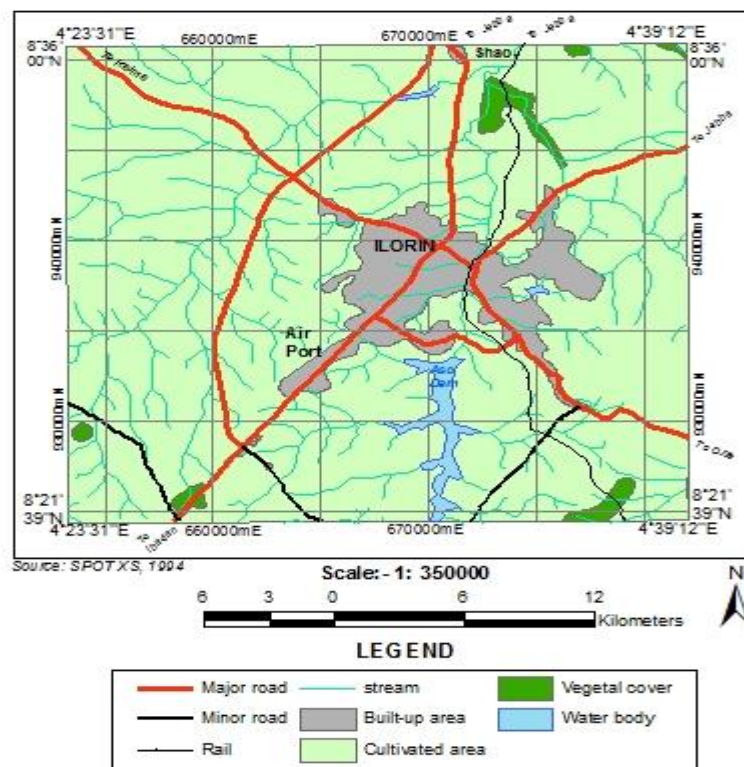 4°23'31"E
660000mE
670000mE
4°39'12"E
8°36'
00"N
8°36'
00"N
Shao
To Jebba
940000mN
ILORIN
940000mN
Air
Port
Dam
930000mN
930000mN
8°21'
39"N
8°21'
39"N
4°23'31"E
660000mE
670000mE
4°39'12"E
Source: SPOT XS, 1994
Scale:- 1: 350000
N
6 3 0 6 12
Kilometers
LEGEND
Major road
stream
Vegetal cover
Minor road
Built-up area
Water body
Rail
Cultivated area